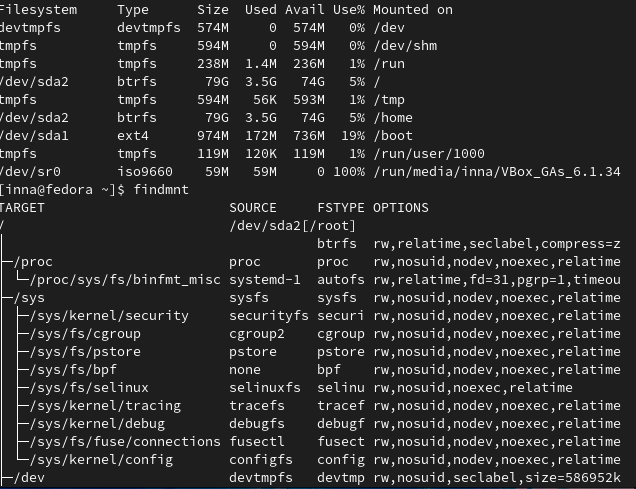 Filesystem     Type      Size  Used Avail Use% Mounted on
devtmpfs       devtmpfs  574M     0  574M   0% /dev
tmpfs          tmpfs     594M     0  594M   0% /dev/shm
tmpfs          tmpfs     238M  1.4M  236M   1% /run
/dev/sda2      btrfs      79G  3.5G   74G   5% /
tmpfs          tmpfs     594M   56K  593M   1% /tmp
/dev/sda2      btrfs      79G  3.5G   74G   5% /home
/dev/sda1      ext4      974M  172M  736M  19% /boot
tmpfs          tmpfs     119M  120K  119M   1% /run/user/1000
/dev/sr0       iso9660    59M   59M     0 100% /run/media/inna/VBox_GAs_6.1.34
[inna@fedora ~]$ findmnt
TARGET                     SOURCE     FSTYPE OPTIONS
/                          /dev/sda2[/root]
│                                     btrfs  rw,relatime,seclabel,compress=z
├─/proc                    proc       proc   rw,nosuid,nodev,noexec,relatime
│ └─/proc/sys/fs/binfmt_misc systemd-1  autofs rw,relatime,fd=31,pgrp=1,timeou
├─/sys                     sysfs      sysfs  rw,nosuid,nodev,noexec,relatime
│ ├─/sys/kernel/security   securityfs securi rw,nosuid,nodev,noexec,relatime
│ ├─/sys/fs/cgroup         cgroup2    cgroup rw,nosuid,nodev,noexec,relatime
│ ├─/sys/fs/pstore         pstore     pstore rw,nosuid,nodev,noexec,relatime
│ ├─/sys/fs/bpf            none       bpf    rw,nosuid,nodev,noexec,relatime
│ ├─/sys/fs/selinux        selinuxfs  selinu rw,nosuid,noexec,relatime
│ ├─/sys/kernel/tracing    tracefs    tracef rw,nosuid,nodev,noexec,relatime
│ ├─/sys/kernel/debug      debugfs    debugf rw,nosuid,nodev,noexec,relatime
│ ├─/sys/fs/fuse/connections fusectl    fusect rw,nosuid,nodev,noexec,relatime
│ └─/sys/kernel/config     configfs   config rw,nosuid,nodev,noexec,relatime
├─/dev                     devtmpfs   devtmp rw,nosuid,seclabel,size=586952k